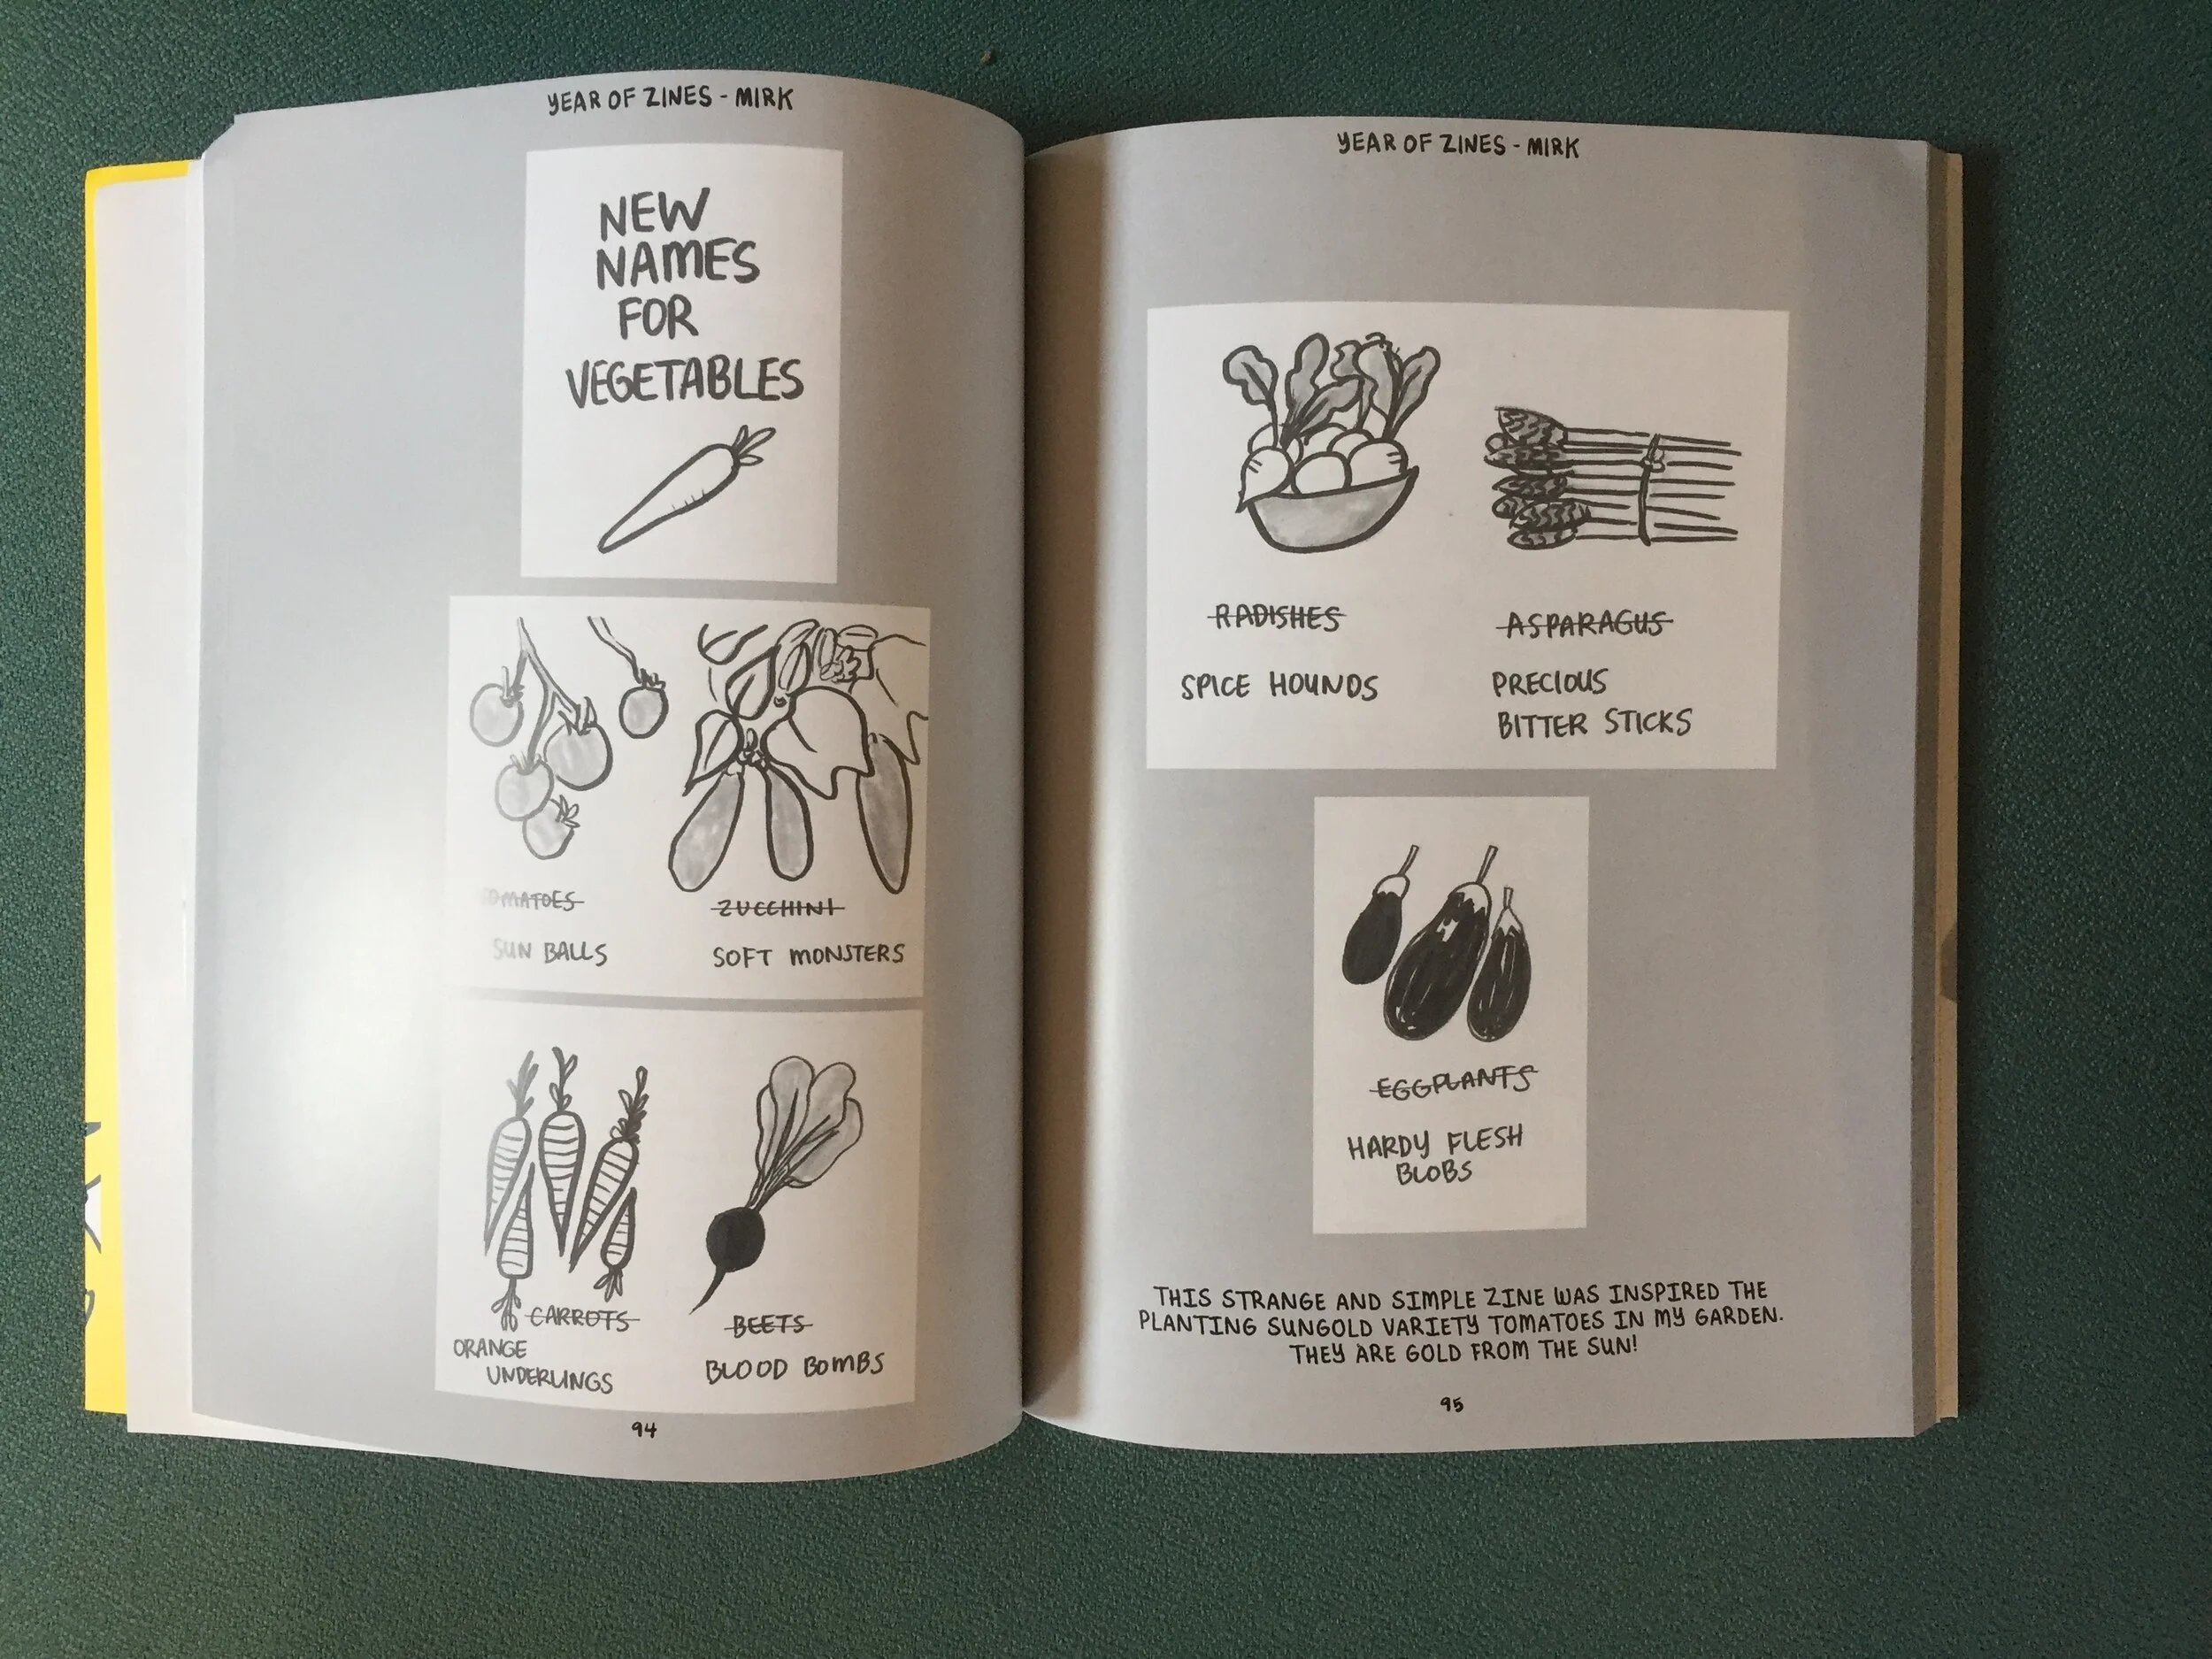 YEAR OF ZINES - MIRK
NEW
NAMES
FOR
VEGETABLES
TOMATOES
SUN BALLS
ZUCCHINI
SOFT MONSTERS
CARROTS
ORANGE
UNDERLINGS
BEETS
BLOOD BOMBS
94
YEAR OF ZINES - MIRK
RADISHES
SPICE HOUNDS
ASPARAGUS
PRECIOUS
BITTER STICKS
EGGPLANTS
HARDY FLESH
BLOBS
THIS STRANGE AND SIMPLE ZINE WAS INSPIRED THE
PLANTING SUNGOLD VARIETY TOMATOES IN MY GARDEN.
THEY ARE GOLD FROM THE SUN!
95